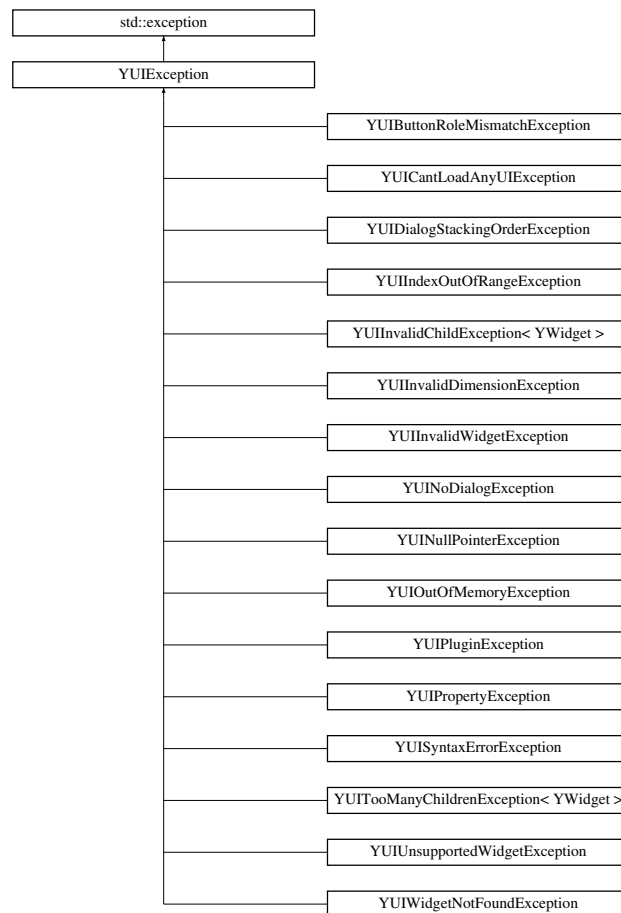 std::exception
YUIException
YUIButtonRoleMismatchException
YUICantLoadAnyUIException
YUIDialogStackingOrderException
YUIIndexOutOfRangeException
YUIInvalidChildException< YWidget >
YUIInvalidDimensionException
YUIInvalidWidgetException
YUINoDialogException
YUINullPointerException
YUIOutOfMemoryException
YUIPluginException
YUIPropertyException
YUISyntaxErrorException
YUITooManyChildrenException< YWidget >
YUIUnsupportedWidgetException
YUIWidgetNotFoundException